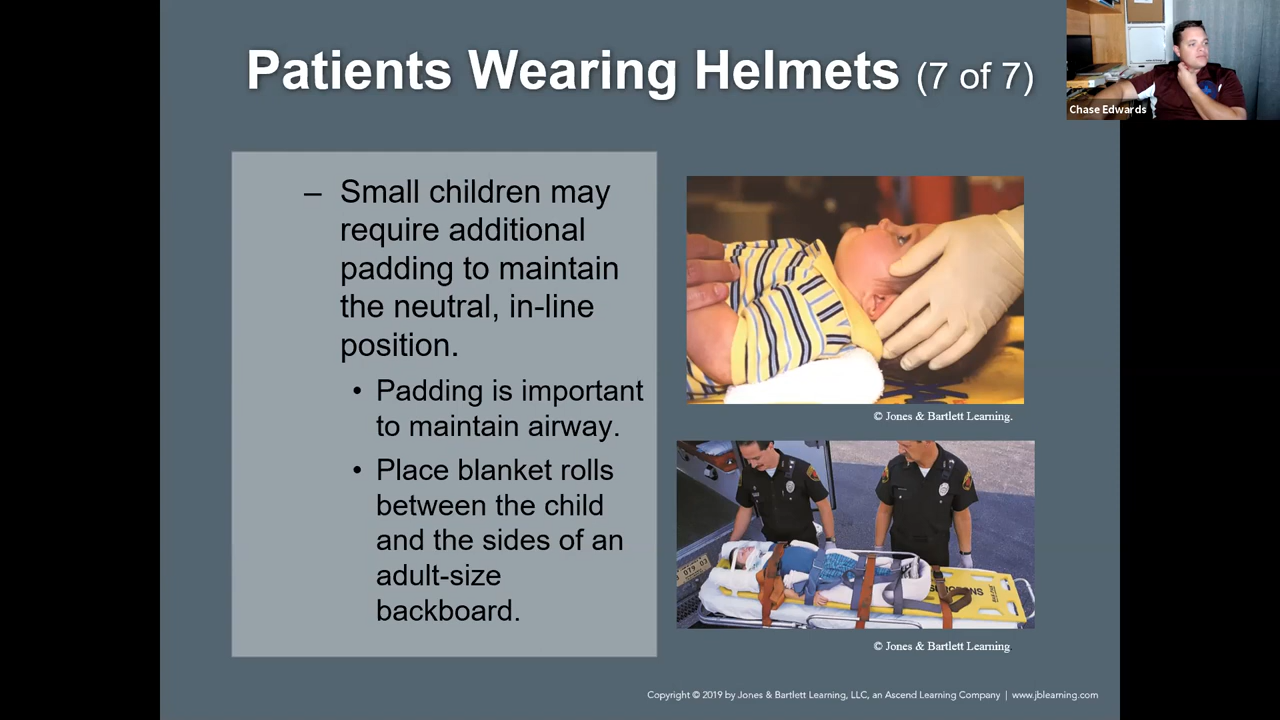 Patients Wearing Helmets (7 of 7)
Chase Edwards
– Small children may
require additional
padding to maintain
the neutral, in-line
position.
• Padding is important
to maintain airway.
• Place blanket rolls
between the child
and the sides of an
adult-size
backboard.
© Jones & Bartlett Learning.
© Jones & Bartlett Learning
Copyright © 2019 by Jones & Bartlett Learning, LLC, an Ascend Learning Company | www.jblearning.com